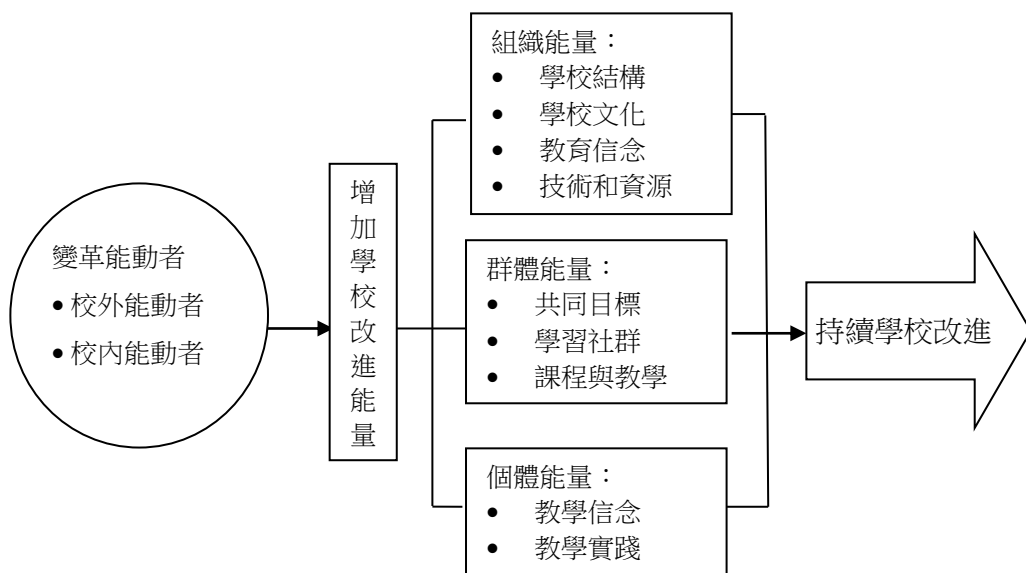 變革能動者
• 校外能動者
• 校內能動者
增加學校改進能量
組織能量：
• 學校結構
• 學校文化
• 教育信念
• 技術和資源
群體能量：
• 共同目標
• 學習社群
• 課程與教學
個體能量：
• 教學信念
• 教學實踐
持續學校改進